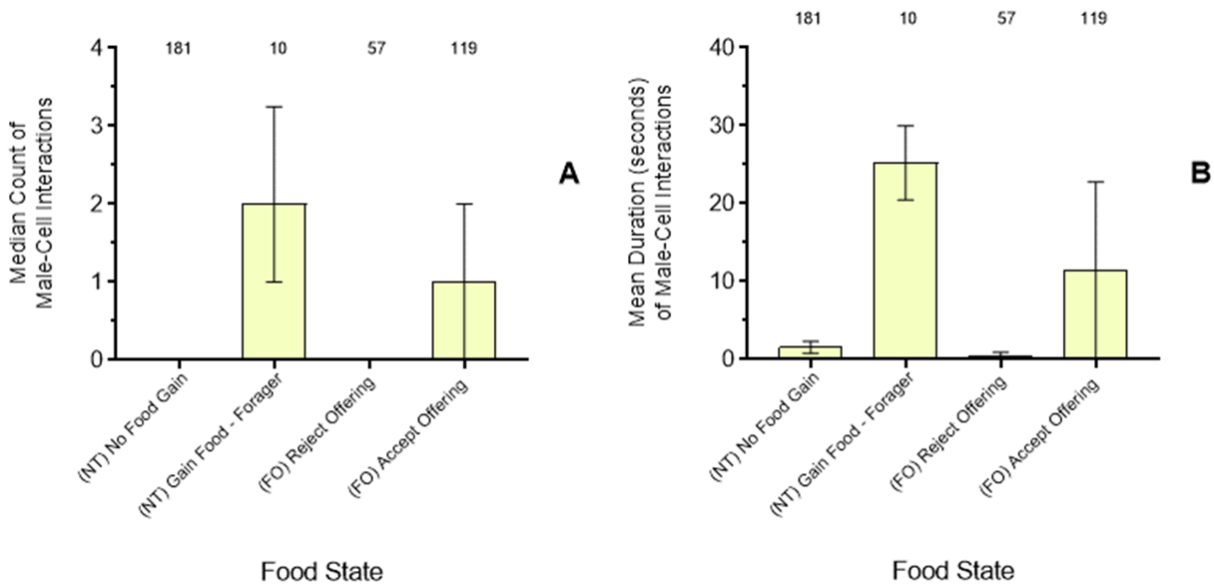 181 10 57 119
4
3
2
1
0
Median Count of
Male-Cell Interactions
A
(NT) No Food Gain
(NT) Gain Food - Forager
(FO) Reject Offering
(FO) Accept Offering
Food State
181 10 57 119
40
30
20
10
0
Mean Duration (seconds)
of Male-Cell Interactions
B
(NT) No Food Gain
(NT) Gain Food - Forager
(FO) Reject Offering
(FO) Accept Offering
Food State